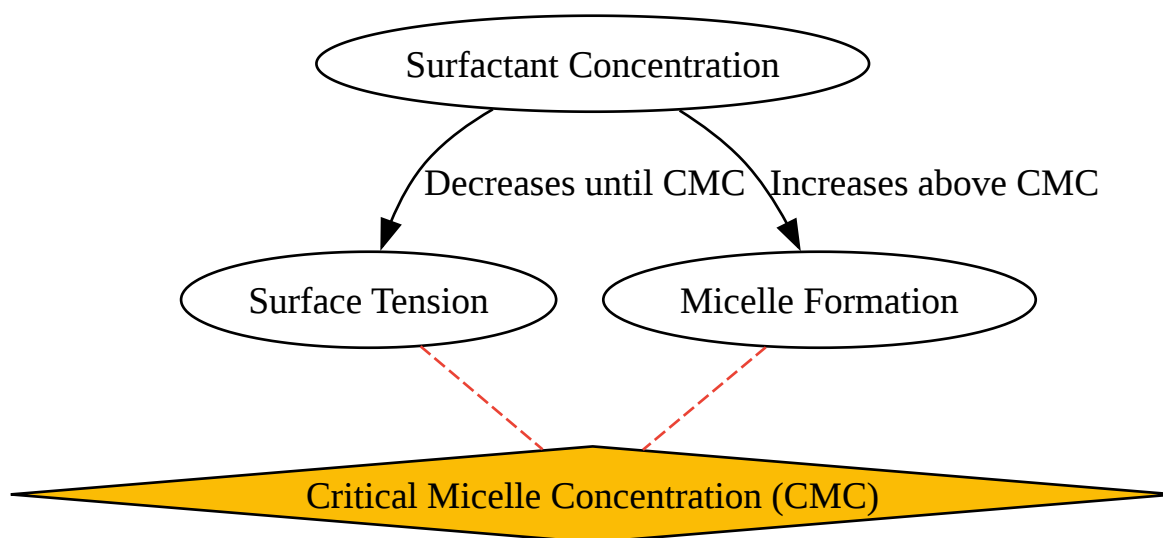 Surfactant Concentration
Decreases until CMC
Increases above CMC
Surface Tension
Micelle Formation
Critical Micelle Concentration (CMC)